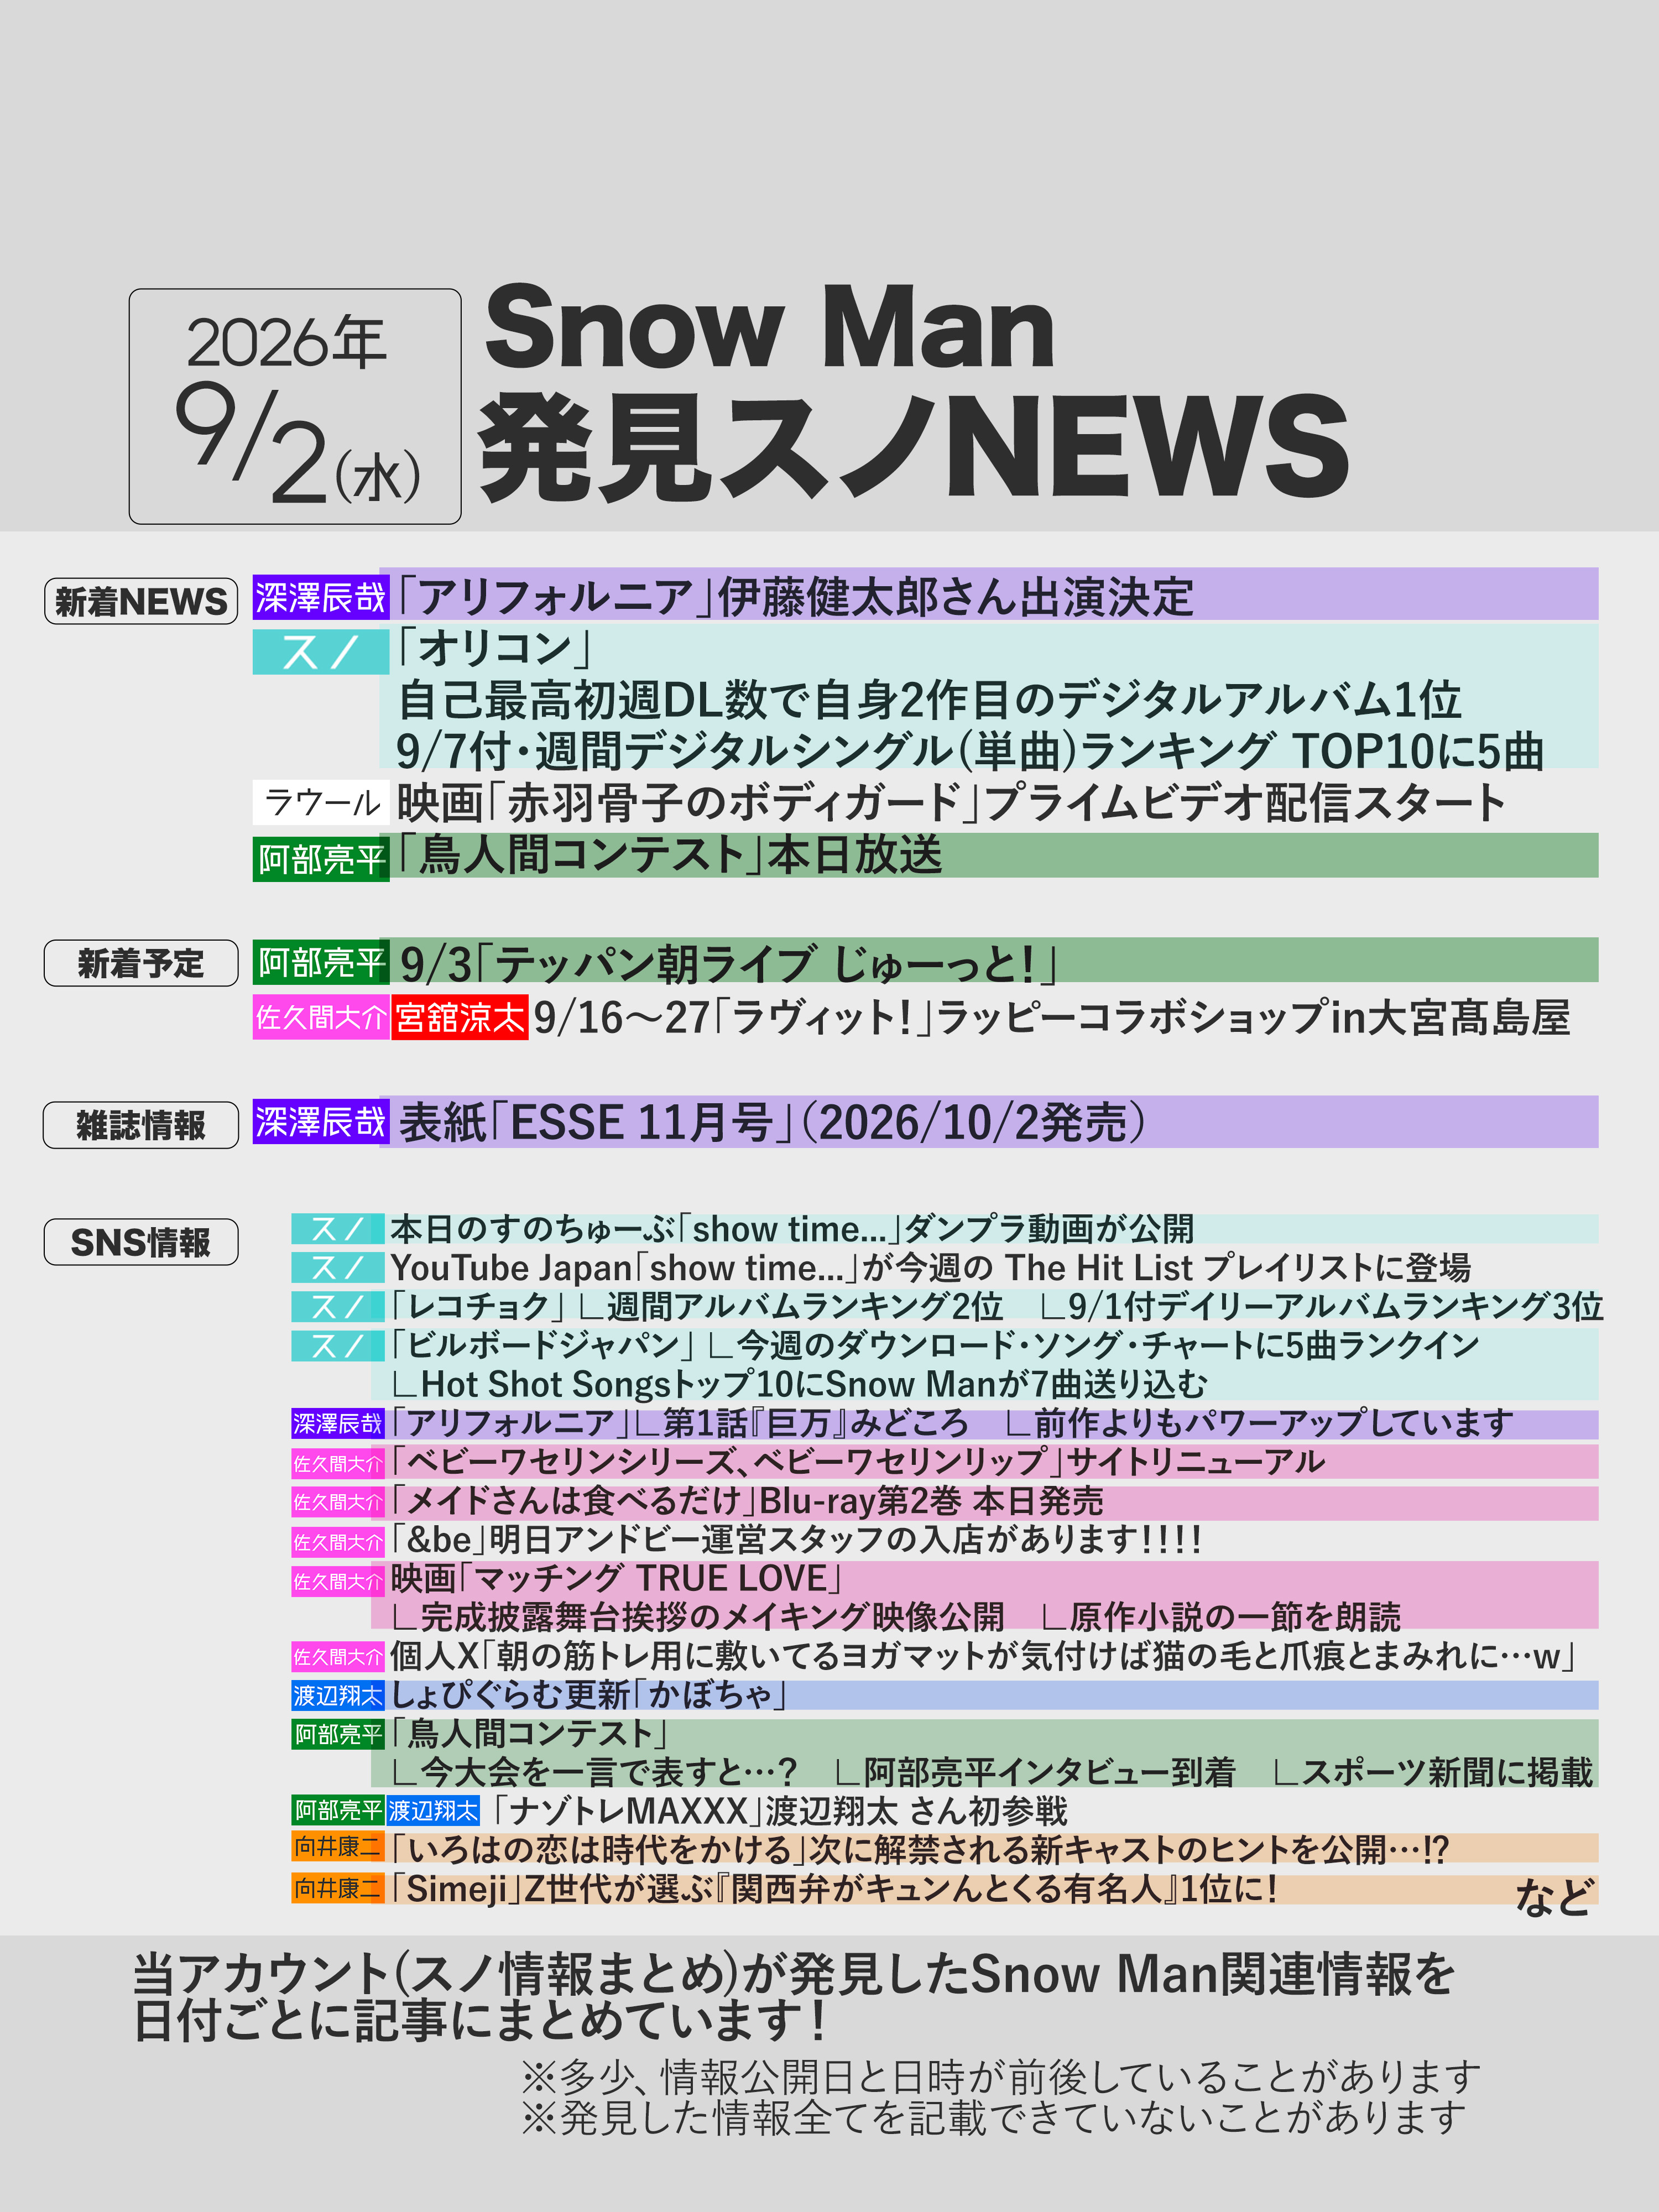 2026年
9/2(水)
Snow Man
発見スノNEWS
新着NEWS
深澤辰哉「アリフォルニア」伊藤健太郎さん出演決定
スノ「オリコン」
自己最高初週DL数で自身2作目のデジタルアルバム1位
9/7付・週間デジタルシングル(単曲)ランキング TOP10に5曲
ラウール 映画「赤羽骨子のボディガード」プライムビデオ配信スタート
阿部亮平「鳥人間コンテスト」本日放送
新着予定
阿部亮平 9/3「テッパン朝ライブ じゅーっと!」
佐久間大介 宮舘涼太 9/16〜27「ラヴィット!」ラッピーコラボショップin大宮髙島屋
雑誌情報
深澤辰哉 表紙「ESSE 11月号」(2026/10/2発売)
SNS情報
スノ 本日のすのちゅーぶ「show time...」ダンプラ動画が公開
スノ YouTube Japan「show time...」が今週の The Hit List プレイリストに登場
スノ「レコチョク」∟週間アルバムランキング2位 ∟9/1付デイリーアルバムランキング3位
スノ「ビルボードジャパン」∟今週のダウンロード・ソング・チャートに5曲ランクイン
∟Hot Shot Songsトップ10にSnow Manが7曲送り込む
深澤辰哉「アリフォルニア」∟第1話『巨万』みどころ ∟前作よりもパワーアップしています
佐久間大介「ベビーワセリンシリーズ、ベビーワセリンリップ」サイトリニューアル
佐久間大介「メイドさんは食べるだけ」Blu-ray第2巻 本日発売
佐久間大介「&be」明日アンドビー運営スタッフの入店があります!!!!
佐久間大介 映画「マッチング TRUE LOVE」
∟完成披露舞台挨拶のメイキング映像公開 ∟原作小説の一節を朗読
佐久間大介 個人X「朝の筋トレ用に敷いてるヨガマットが気付けば猫の毛と爪痕とまみれに…w」
渡辺翔太 しょぴぐらむ更新「かぼちゃ」
阿部亮平「鳥人間コンテスト」
∟今大会を一言で表すと…? ∟阿部亮平インタビュー到着 ∟スポーツ新聞に掲載
阿部亮平 渡辺翔太「ナゾトレMAXXX」渡辺翔太 さん初参戦
向井康二「いろはの恋は時代をかける」次に解禁される新キャストのヒントを公開…!?
向井康二「Simeji」Z世代が選ぶ『関西弁がキュンんとくる有名人』1位に!
など
当アカウント(スノ情報まとめ)が発見したSnow Man関連情報を
日付ごとに記事にまとめています!
※多少、情報公開日と日時が前後していることがあります
※発見した情報全てを記載できていないことがあります